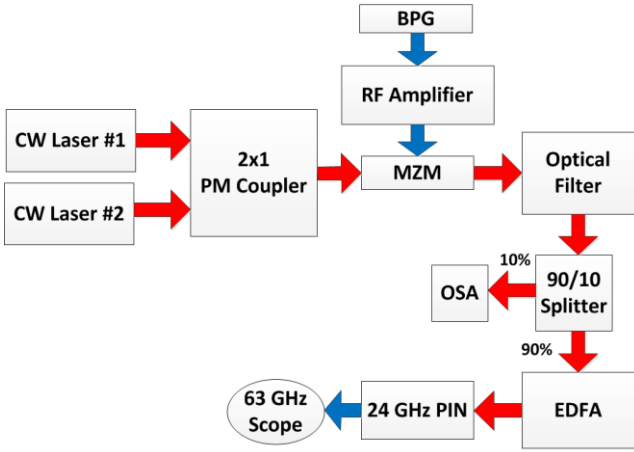 BPG
RF Amplifier
CW Laser #1
2x1
PM Coupler
MZM
Optical
Filter
CW Laser #2
10%
OSA
90/10
Splitter
90%
63 GHz
Scope
24 GHz PIN
EDFA